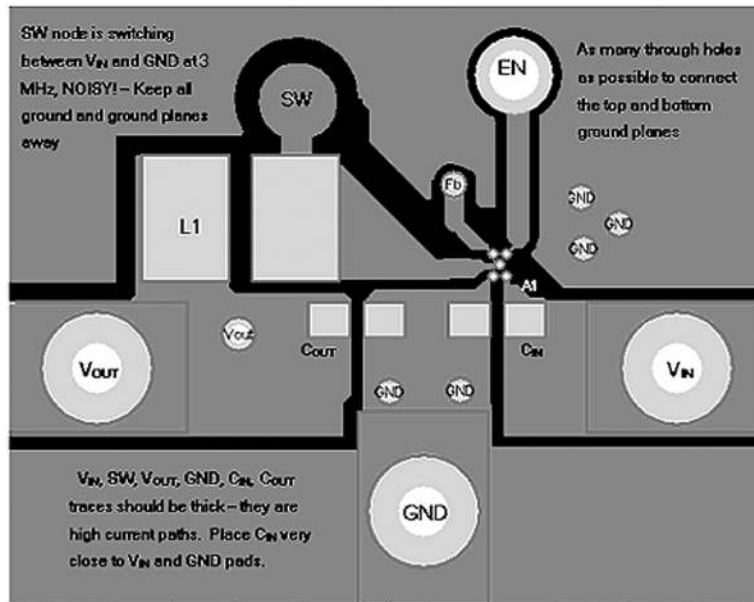 SW node is switching
between VIN and GND at 3
MHz, NOISY! – Keep all
ground and ground planes
away
SW
EN
As many through holes
as possible to connect
the top and bottom
ground planes
Fb
GND
GND
GND
L1
A1
Vout
COUT
CIN
VOUT
VIN
GND
GND
GND
VIN, SW, VOUT, GND, CIN, COUT
traces should be thick – they are
high current paths. Place CIN very
close to VIN and GND pads.